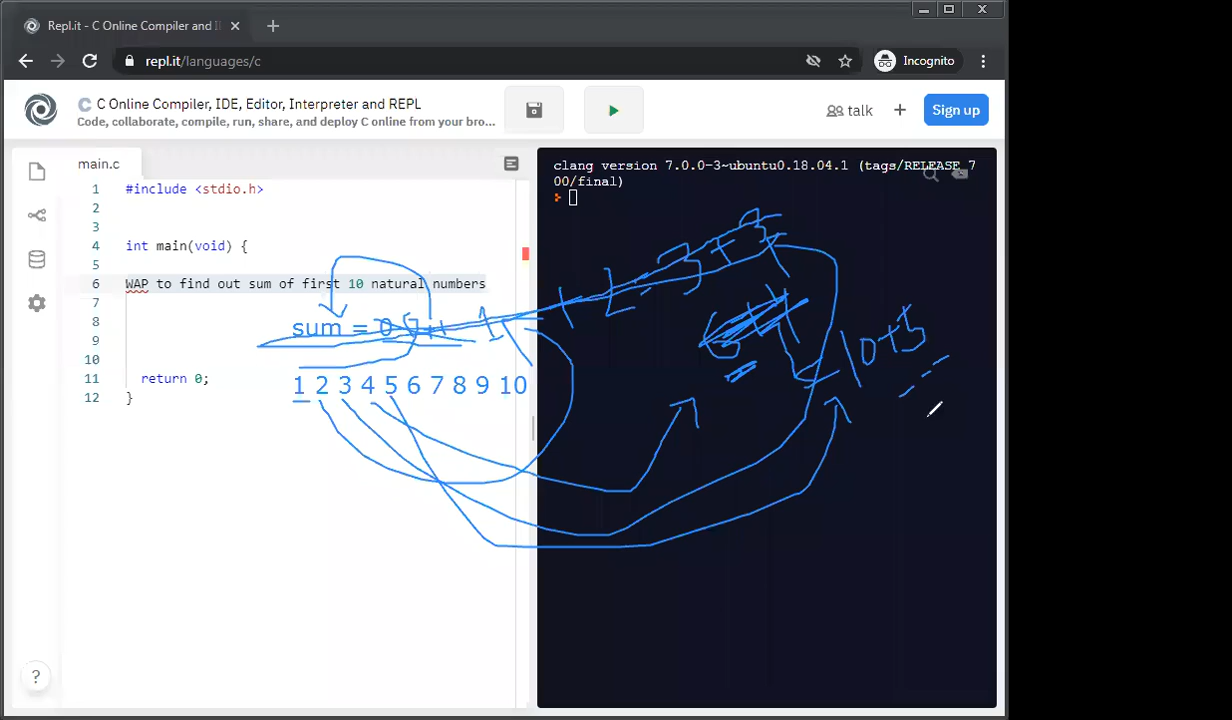 Repl.it - C Online Compiler and I
repl.it/languages/c
Incognito
C C Online Compiler, IDE, Editor, Interpreter and REPL
Code, collaborate, compile, run, share, and deploy C online from your bro...
talk
Sign up
main.c
1 #include <stdio.h>
2
3
4 int main(void) {
5
6 WAP to find out sum of first 10 natural numbers
7
8
9
10
11 return 0;
12 }
sum = 0
1 2 3 4 5 6 7 8 9 10
clang version 7.0.0-3~ubuntu0.18.04.1 (tags/RELEASE_7
00/final)
10+5
?